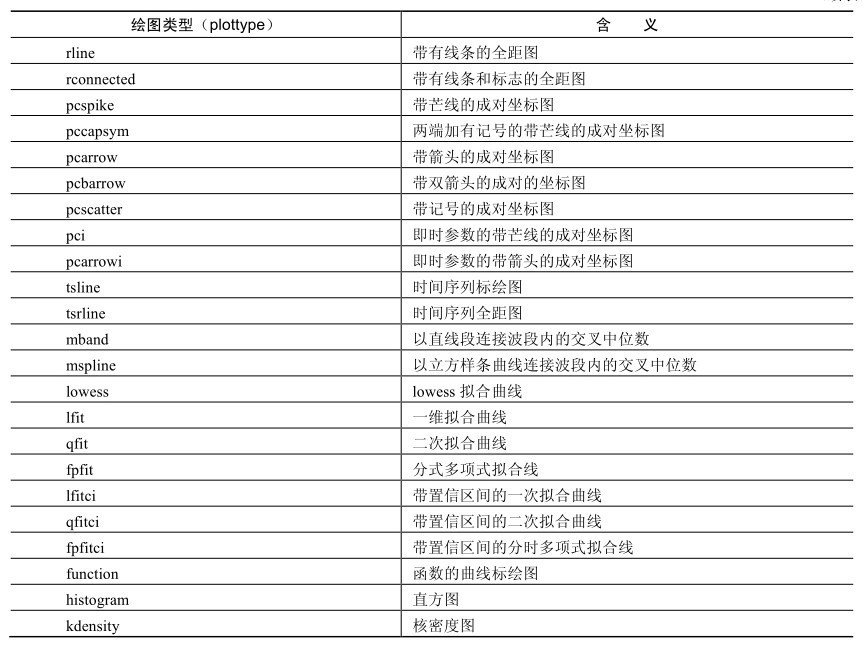 绘图类型（plottype） 含 义
rline 带有线条的全距图
rconnected 带有线条和标志的全距图
pcspike 带芒线的成对坐标图
pccapsym 两端加有记号的带芒线的成对坐标图
pcarrow 带箭头的成对坐标图
pcbarrow 带双箭头的成对的坐标图
pcscatter 带记号的成对坐标图
pci 即时参数的带芒线的成对坐标图
pcarrowi 即时参数的带箭头的成对坐标图
tsline 时间序列标绘图
tsrline 时间序列全距图
mband 以直线段连接波段内的交叉中位数
mspline 以立方样条曲线连接波段内的交叉中位数
lowess lowess 拟合曲线
lfit 一维拟合曲线
qfit 二次拟合曲线
fpfit 分式多项式拟合线
lfitci 带置信区间的一次拟合曲线
qfitci 带置信区间的二次拟合曲线
fpfitci 带置信区间的分时多项式拟合线
function 函数的曲线标绘图
histogram 直方图
kdensity 核密度图